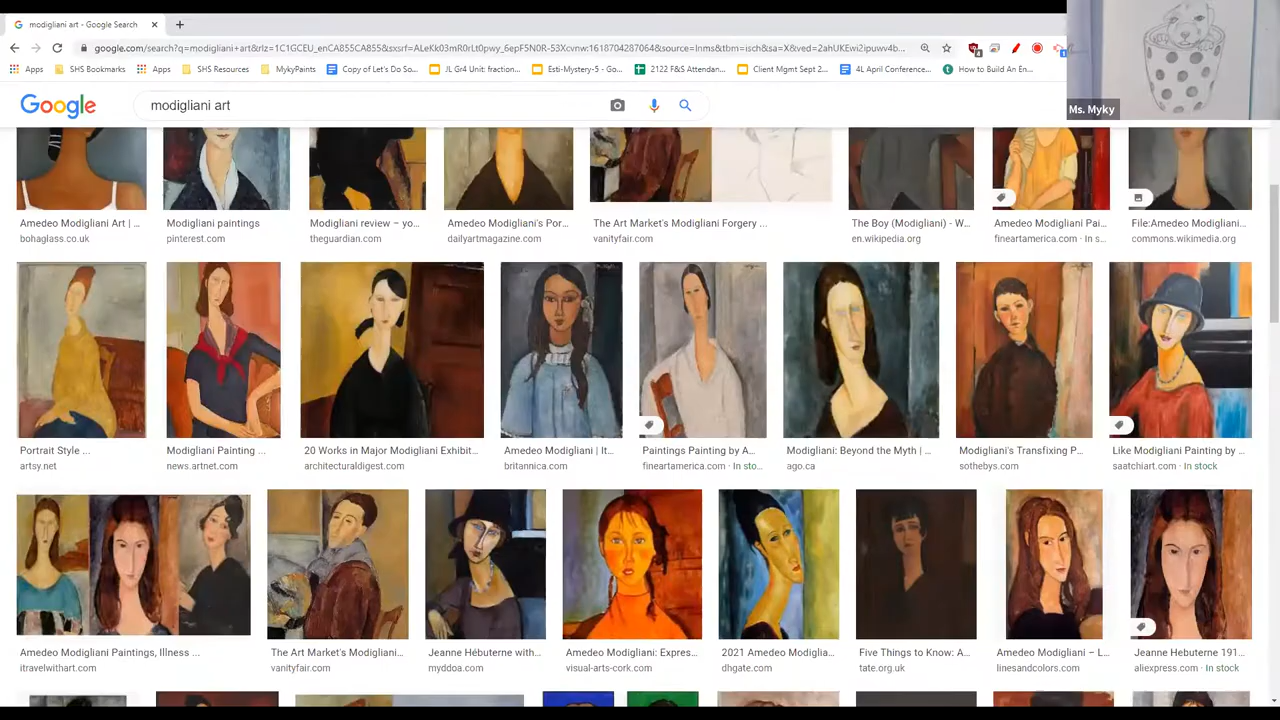 modigliani art - Google Search
google.com/search?q=modigliani+art&rlz=1C1GCEU_enCA855CA855&sxsrf=ALeKk03mR0rLt0pwy_6epF5N0R-53Xcvnw:1618704287064&source=lnms&tbm=isch&sa=X&ved=2ahUKEwi2ipuwv4b...
Apps SHS Bookmarks Apps SHS Resources MykyPaints Copy of Let's Do So... JL Gr4 Unit: fraction... Esti-Mystery-5 - Go... 2122 F&S Attendan... Client Mgmt Sept 2... 4L April Conference... How to Build An En...
Ms. Myky
Google modigliani art
Amedeo Modigliani Art | ... Modigliani paintings Modigliani review – yo... Amedeo Modigliani's Por... The Art Market's Modigliani Forgery ... The Boy (Modigliani) - W... Amedeo Modigliani Pai... File:Amedeo Modigliani...
bohaglass.co.uk pinterest.com theguardian.com dailyartmagazine.com vanityfair.com en.wikipedia.org fineartamerica.com · In s... commons.wikimedia.org
Portrait Style ... Modigliani Painting ... 20 Works in Major Modigliani Exhibit... Amedeo Modigliani | It... Paintings Painting by A... Modigliani: Beyond the Myth | ... Modigliani's Transfixing P... Like Modigliani Painting by ...
artsy.net news.artnet.com architecturaldigest.com britannica.com fineartamerica.com · In sto... ago.ca sothebys.com saatchiart.com · In stock
Amedeo Modigliani Paintings, Illness ... The Art Market's Modigliani... Jeanne Hébuterne with... Amedeo Modigliani: Expres... 2021 Amedeo Modiglia... Five Things to Know: A... Amedeo Modigliani – L... Jeanne Hebuterne 191...
itravelwithart.com vanityfair.com myddoa.com visual-arts-cork.com dhgate.com tate.org.uk linesandcolors.com aliexpress.com · In stock